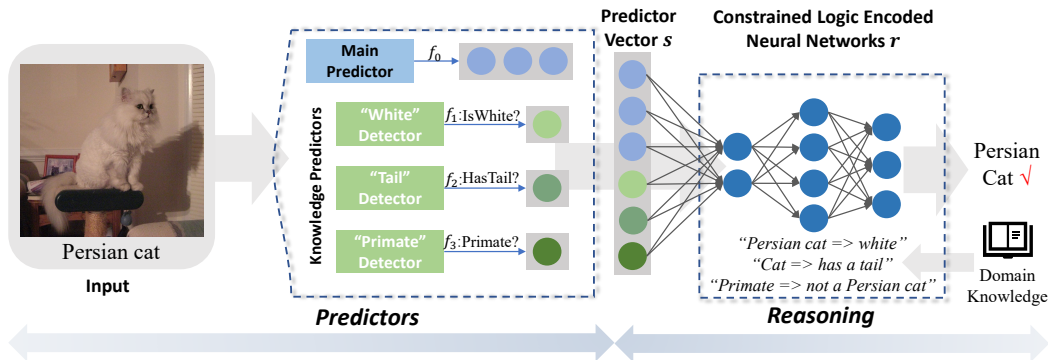 Persian cat
Input
Main
Predictor
f₀
Knowledge Predictors
"White"
Detector
f₁:IsWhite?
"Tail"
Detector
f₂:HasTail?
"Primate"
Detector
f₃:Primate?
Predictors
Predictor
Vector s
Constrained Logic Encoded
Neural Networks r
"Persian cat => white"
"Cat => has a tail"
"Primate => not a Persian cat"
Reasoning
Persian
Cat √
Domain
Knowledge